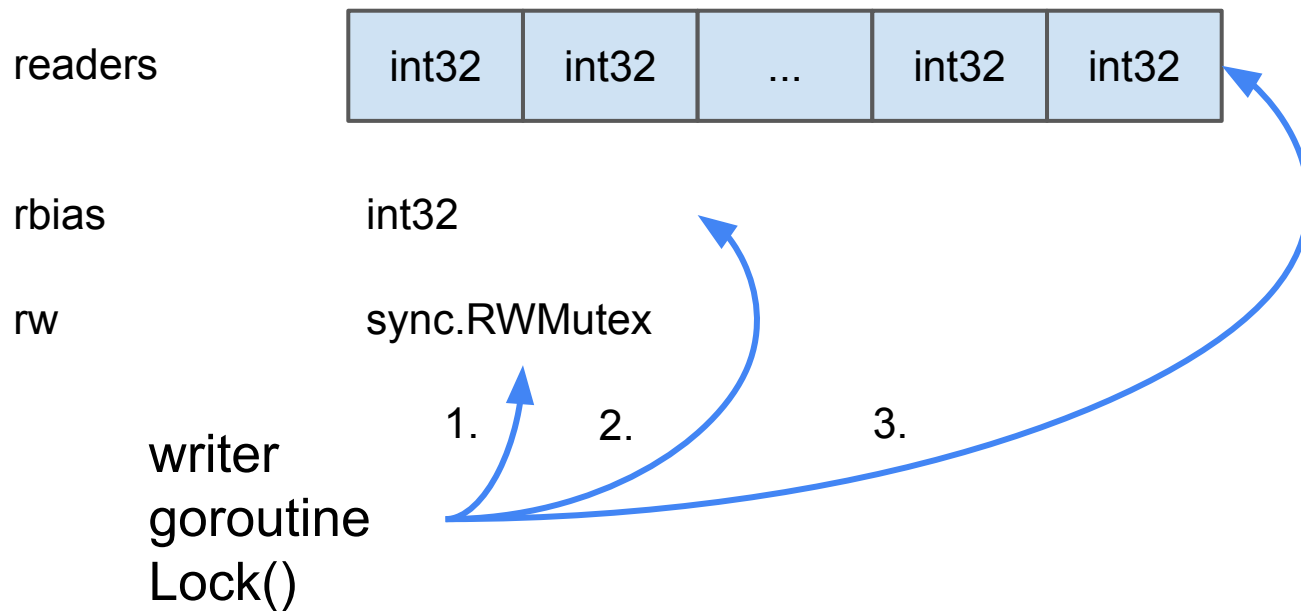 readers int32 int32 ... int32 int32
rbias int32
rw sync.RWMutex
1. 2. 3.
writer
goroutine
Lock()